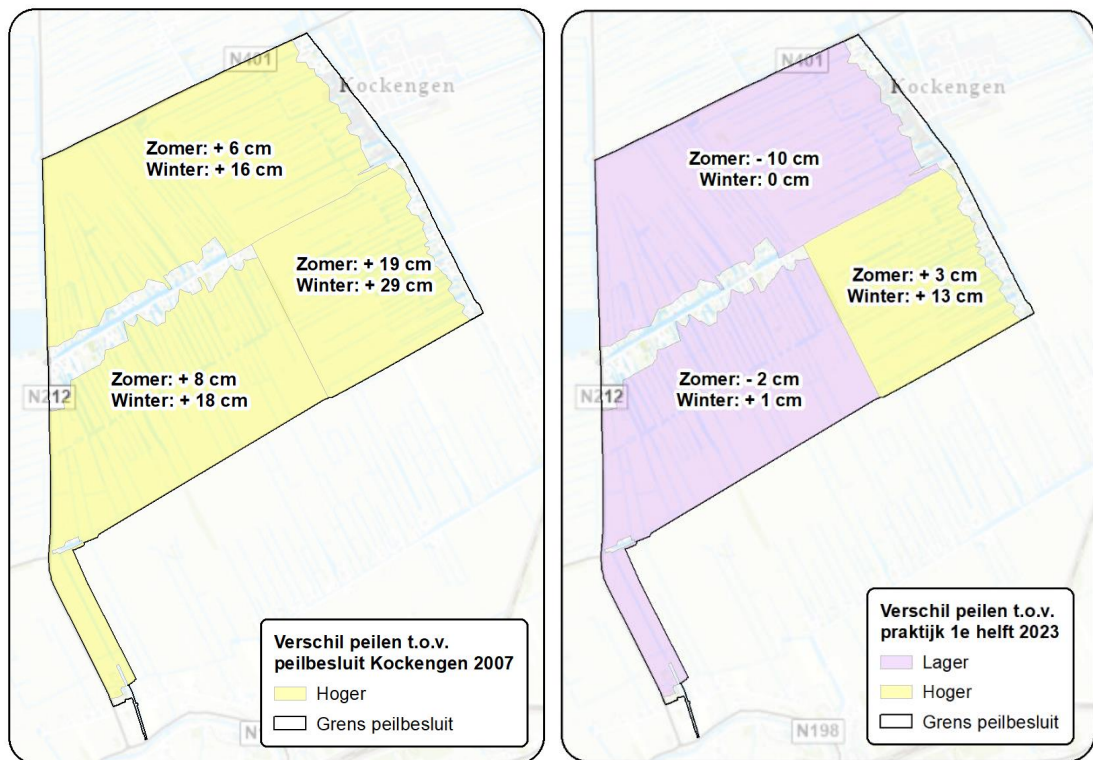 N401
Kockengen
Zomer: + 6 cm
Winter: + 16 cm
Zomer: + 19 cm
Winter: + 29 cm
Zomer: + 8 cm
Winter: + 18 cm
N212
Verschil peilen t.o.v.
peilbesluit Kockengen 2007
Hoger
Grens peilbesluit
N401
Kockengen
Zomer: - 10 cm
Winter: 0 cm
Zomer: + 3 cm
Winter: + 13 cm
Zomer: - 2 cm
Winter: + 1 cm
N212
Verschil peilen t.o.v.
praktijk 1e helft 2023
Lager
Hoger
Grens peilbesluit
N198